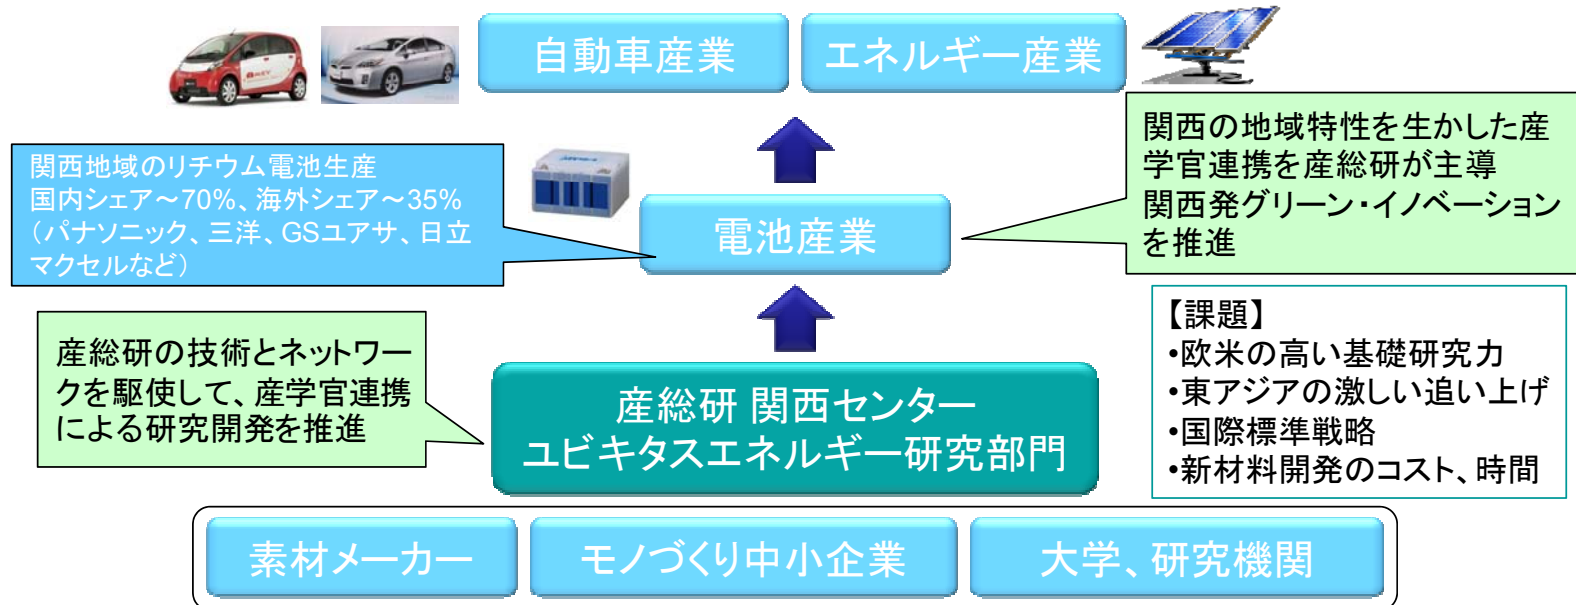 自動車産業
エネルギー産業
関西地域のリチウム電池生産
国内シェア～70%、海外シェア～35%
（パナソニック、三洋、GSユアサ、日立
マクセルなど）
電池産業
関西の地域特性を生かした産
学官連携を産総研が主導
関西発グリーン・イノベーション
を推進
産総研の技術とネットワー
クを駆使して、産学官連携
による研究開発を推進
産総研 関西センター
ユビキタスエネルギー研究部門
【課題】
•欧米の高い基礎研究力
•東アジアの激しい追い上げ
•国際標準戦略
•新材料開発のコスト、時間
素材メーカー
モノづくり中小企業
大学、研究機関